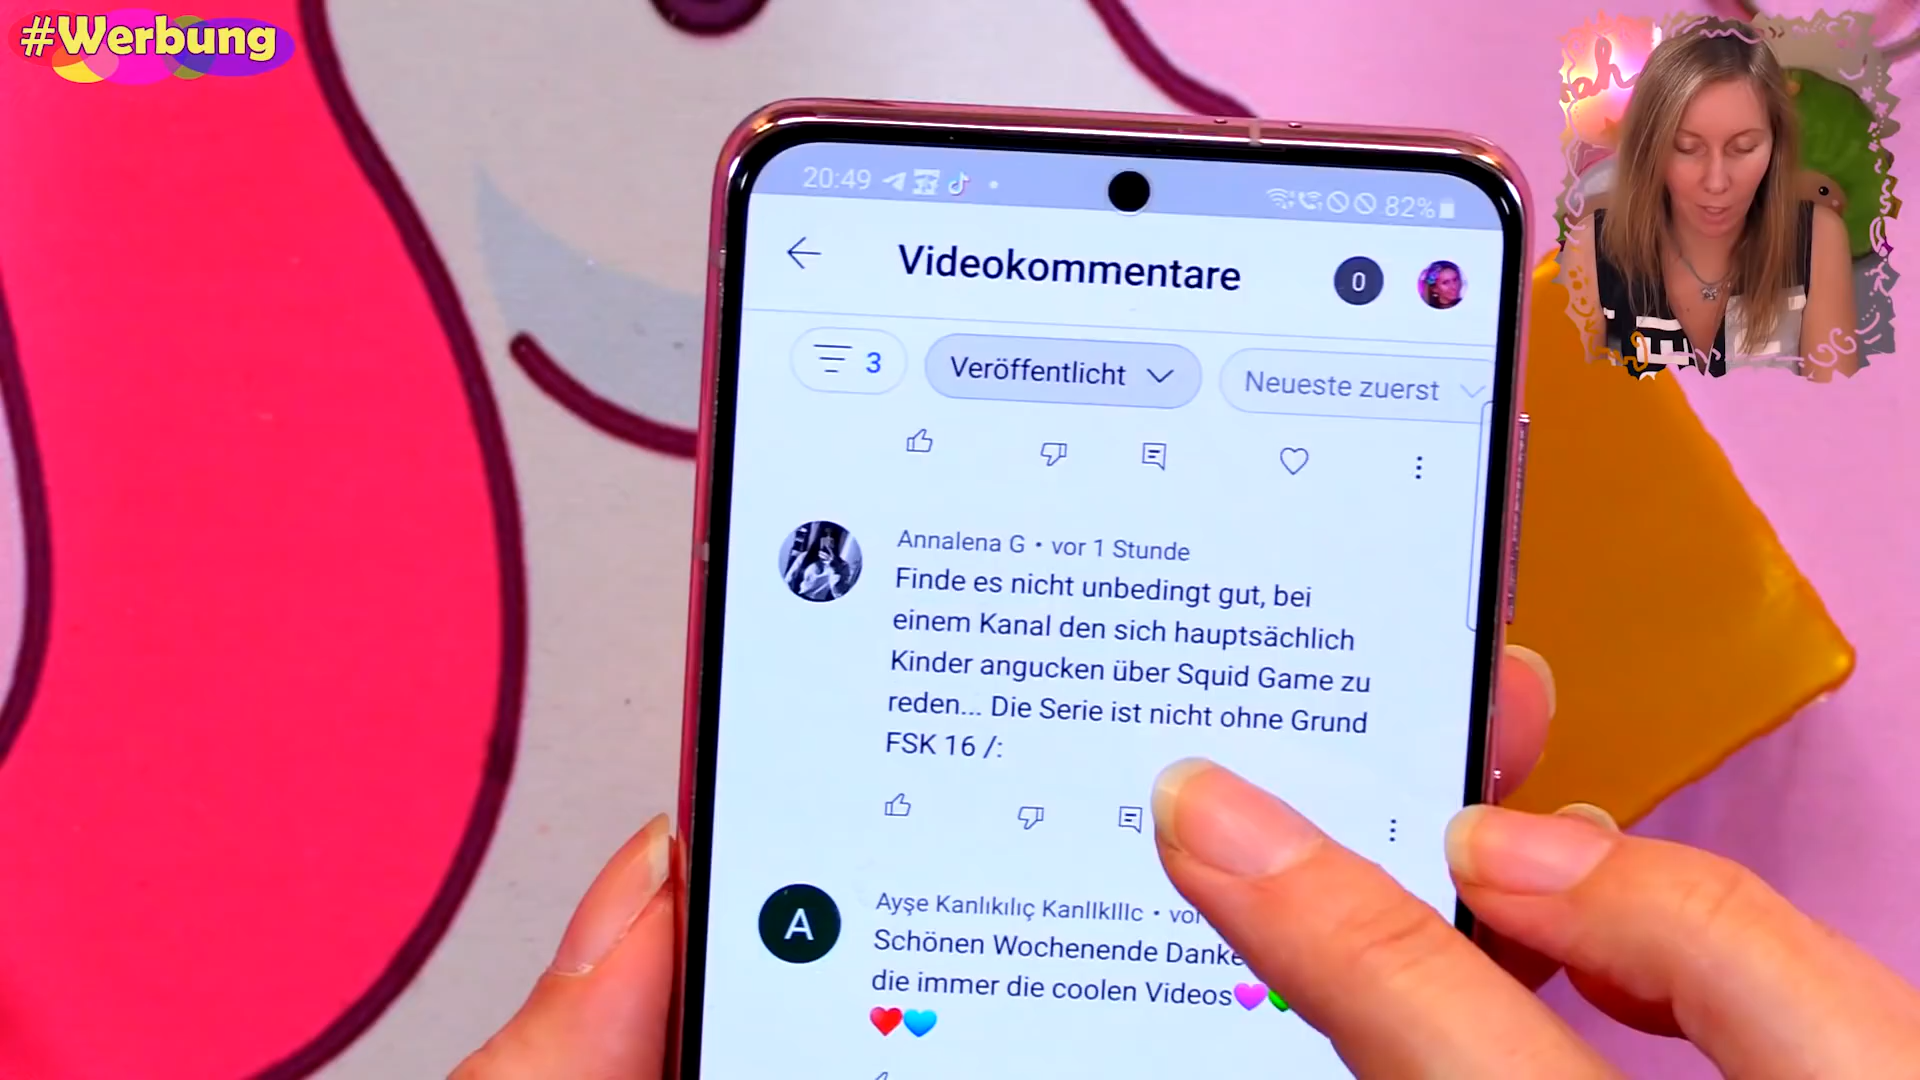 #Werbung
20:49
82%
Videokommentare
0
3
Veröffentlicht
Neueste zuerst
Annalena G • vor 1 Stunde
Finde es nicht unbedingt gut, bei
einem Kanal den sich hauptsächlich
Kinder angucken über Squid Game zu
reden... Die Serie ist nicht ohne Grund
FSK 16 /:
A
Ayşe Kanlıkılıç KanlIkIlIc •
Schönen Wochenende Danke
die immer die coolen Videos